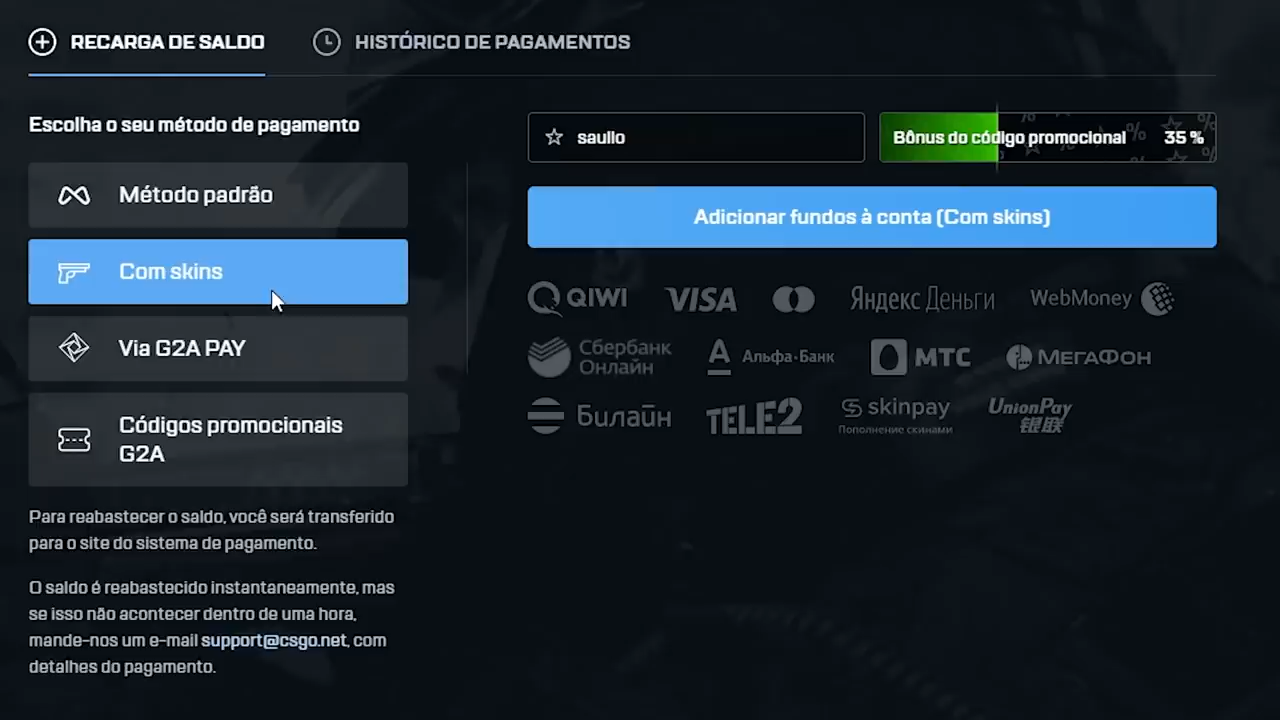 RECARGA DE SALDO
HISTÓRICO DE PAGAMENTOS
Escolha o seu método de pagamento
Método padrão
Com skins
Via G2A PAY
Códigos promocionais
G2A
Para reabastecer o saldo, você será transferido
para o site do sistema de pagamento.
O saldo é reabastecido instantaneamente, mas
se isso não acontecer dentro de uma hora,
mande-nos um e-mail support@csgo.net, com
detalhes do pagamento.
saullo
Bônus do código promocional 35 %
Adicionar fundos à conta (Com skins)
QIWI VISA Яндекс Деньги WebMoney
Сбербанк
Онлайн
А
Альфа·Банк МТС МЕГАФОН
Билайн TELE2 skinpay
Пополнение скинами
UnionPay
银联